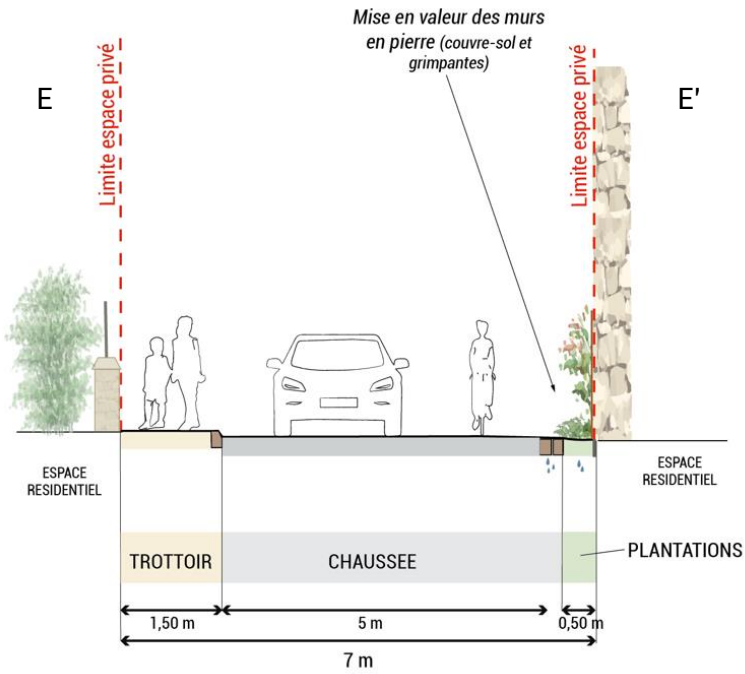 Mise en valeur des murs
en pierre (couvre-sol et
grimpantes)
E
E'
Limite espace privé
Limite espace privé
ESPACE
RESIDENTIEL
ESPACE
RESIDENTIEL
TROTTOIR
CHAUSSEE
PLANTATIONS
1,50 m
5 m
0,50 m
7 m